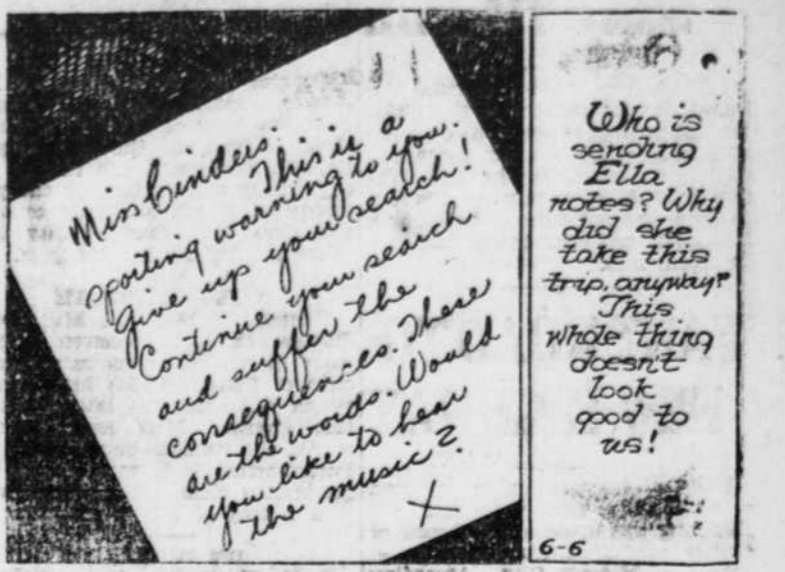 Miss Cinders:
This is a
sporting warning to you.
Give up your search!
Continue your search
and suffer the
consequences. These
are the words. Would
you like to hear
the music?
X
Who is
sending
Ella
notes? Why
did she
take this
trip, anyway?
This
whole thing
doesn't
look
good to
us!
6-6